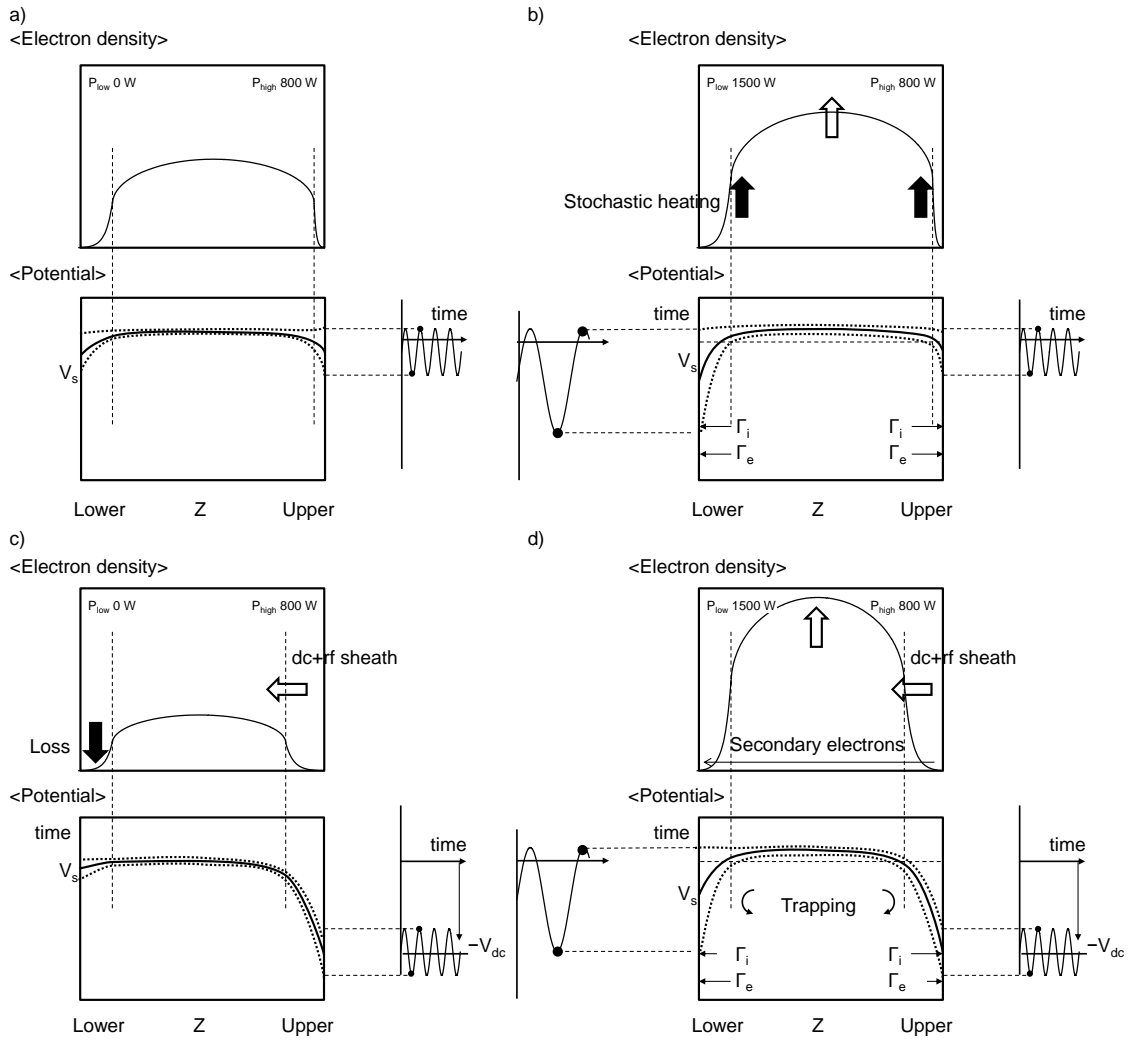 a)
<Electron density>
P_low 0 W P_high 800 W
<Potential>
time
V_s
Lower Z Upper
b)
<Electron density>
P_low 1500 W P_high 800 W
Stochastic heating
<Potential>
time time
V_s
Γ_i Γ_i
Γ_e Γ_e
Lower Z Upper
c)
<Electron density>
P_low 0 W P_high 800 W
dc+rf sheath
Loss
<Potential>
time time
V_s
−V_dc
Lower Z Upper
d)
<Electron density>
P_low 1500 W P_high 800 W
dc+rf sheath
Secondary electrons
<Potential>
time time
V_s
Trapping
−V_dc
Γ_i Γ_i
Γ_e Γ_e
Lower Z Upper